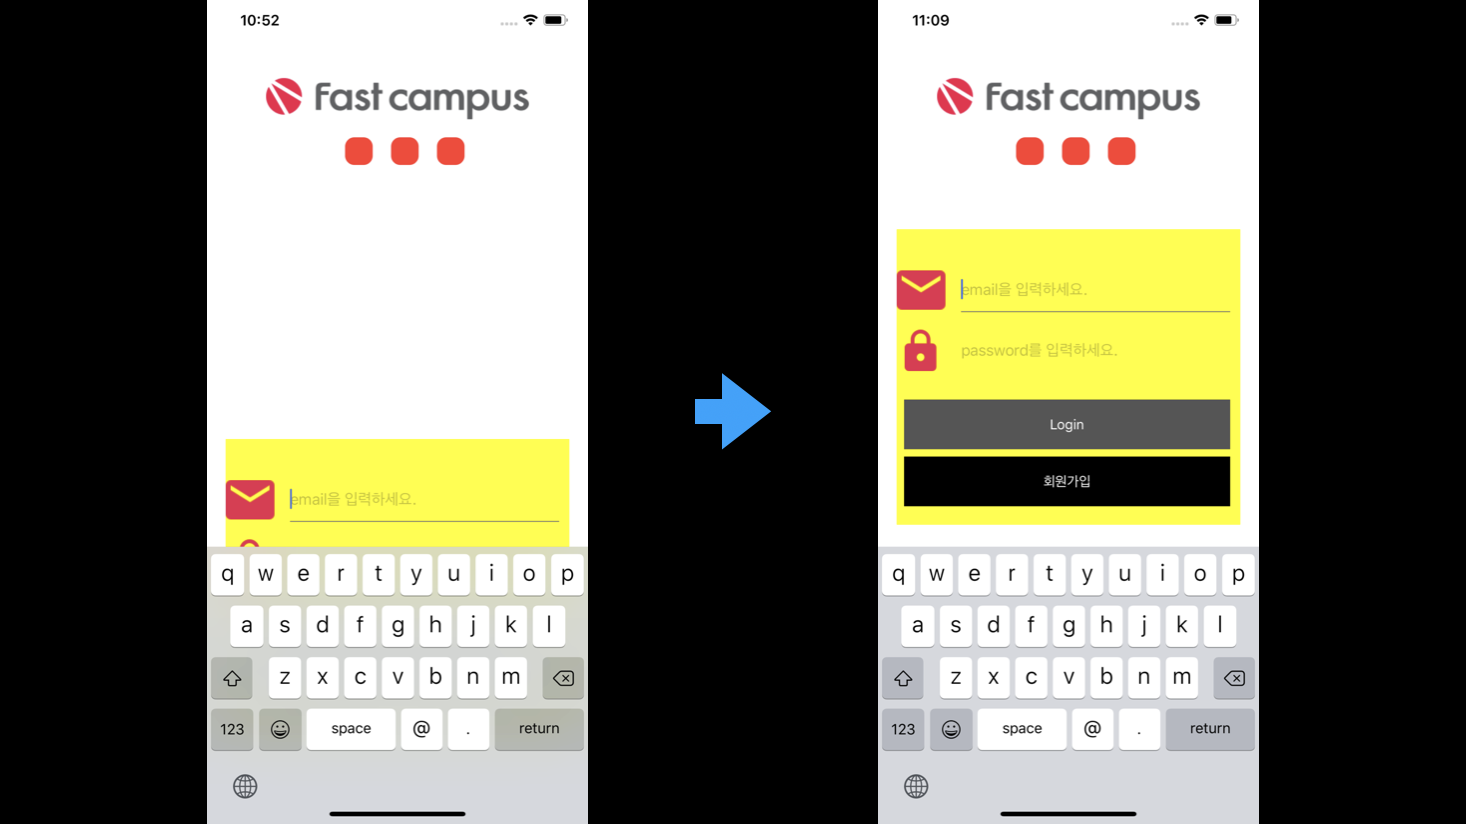 10:52
Fast campus
email을 입력하세요.
q w e r t y u i o p
a s d f g h j k l
z x c v b n m
123 space @ . return
11:09
Fast campus
email을 입력하세요.
password를 입력하세요.
Login
회원가입
q w e r t y u i o p
a s d f g h j k l
z x c v b n m
123 space @ . return